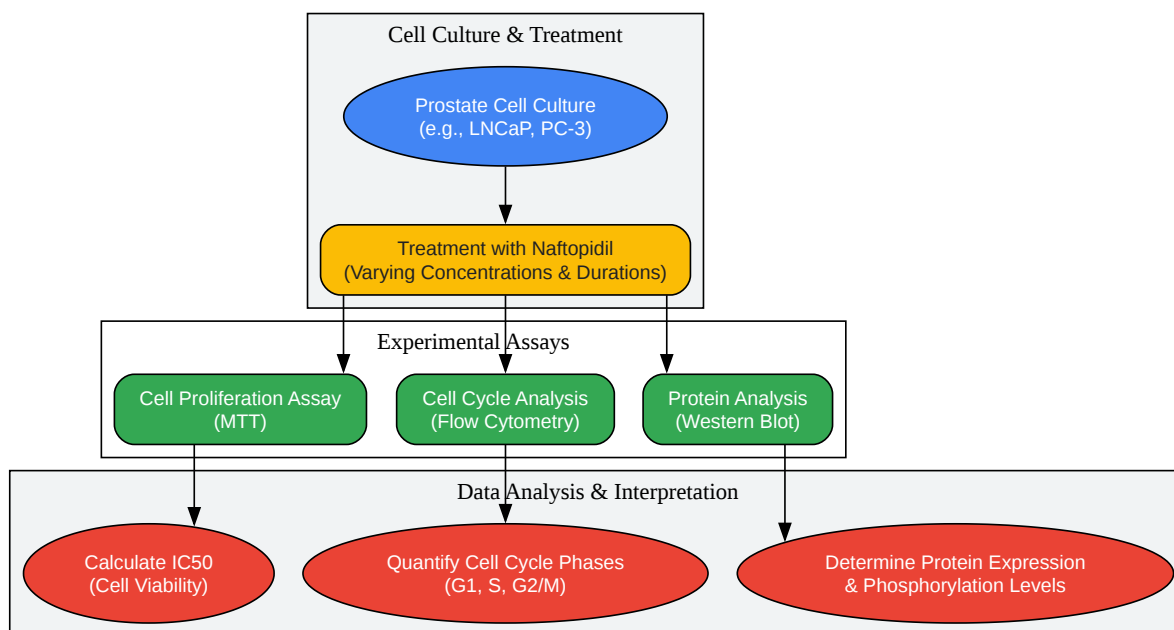 Cell Culture & Treatment
Prostate Cell Culture
(e.g., LNCaP, PC-3)
Treatment with Naftopidil
(Varying Concentrations & Durations)
Experimental Assays
Cell Proliferation Assay
(MTT)
Cell Cycle Analysis
(Flow Cytometry)
Protein Analysis
(Western Blot)
Data Analysis & Interpretation
Calculate IC50
(Cell Viability)
Quantify Cell Cycle Phases
(G1, S, G2/M)
Determine Protein Expression
& Phosphorylation Levels